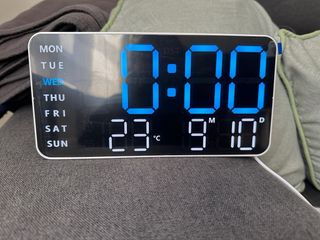 MON
TUE
WED
THU
FRI
SAT
SUN
0:00
23 °C 9 M 10 D